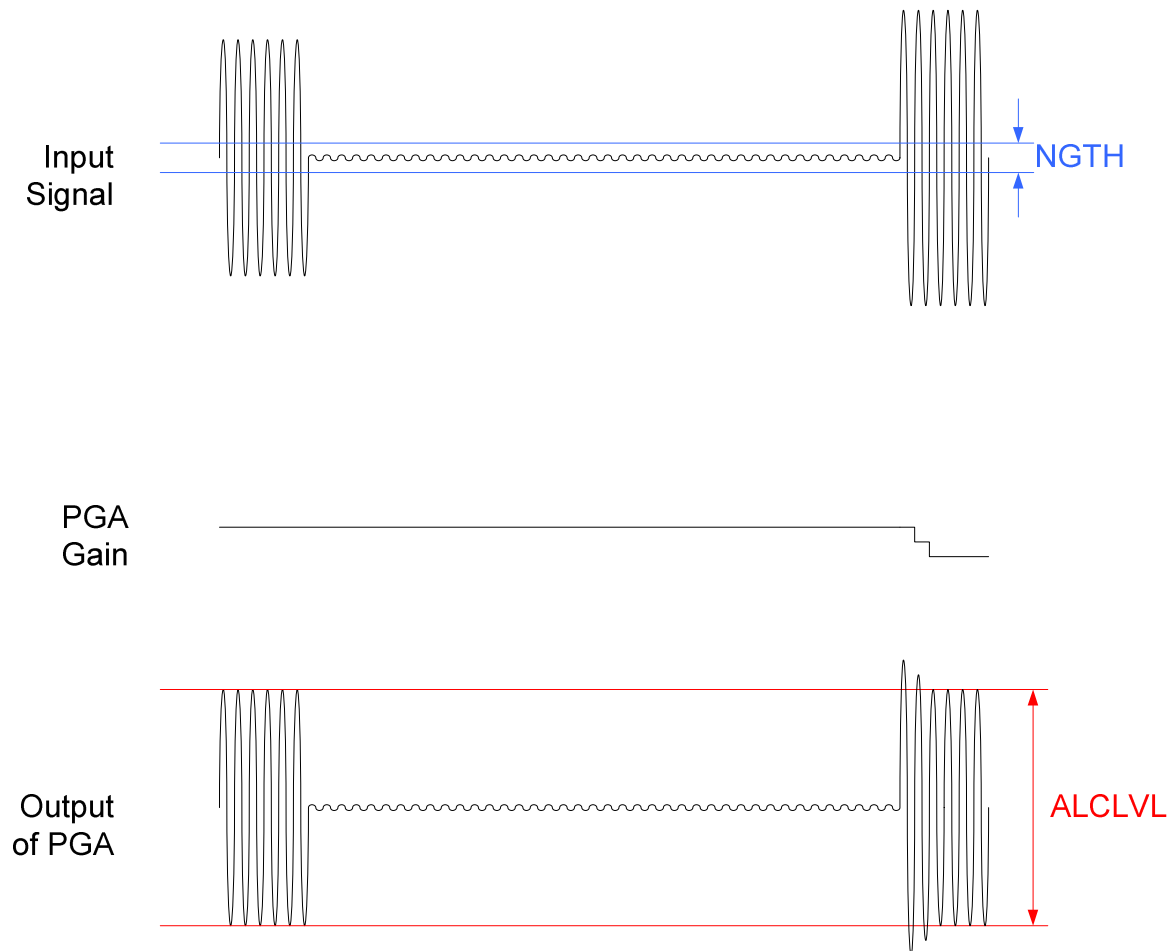 Input
Signal
NGTH
PGA
Gain
Output
of PGA
ALCLVL